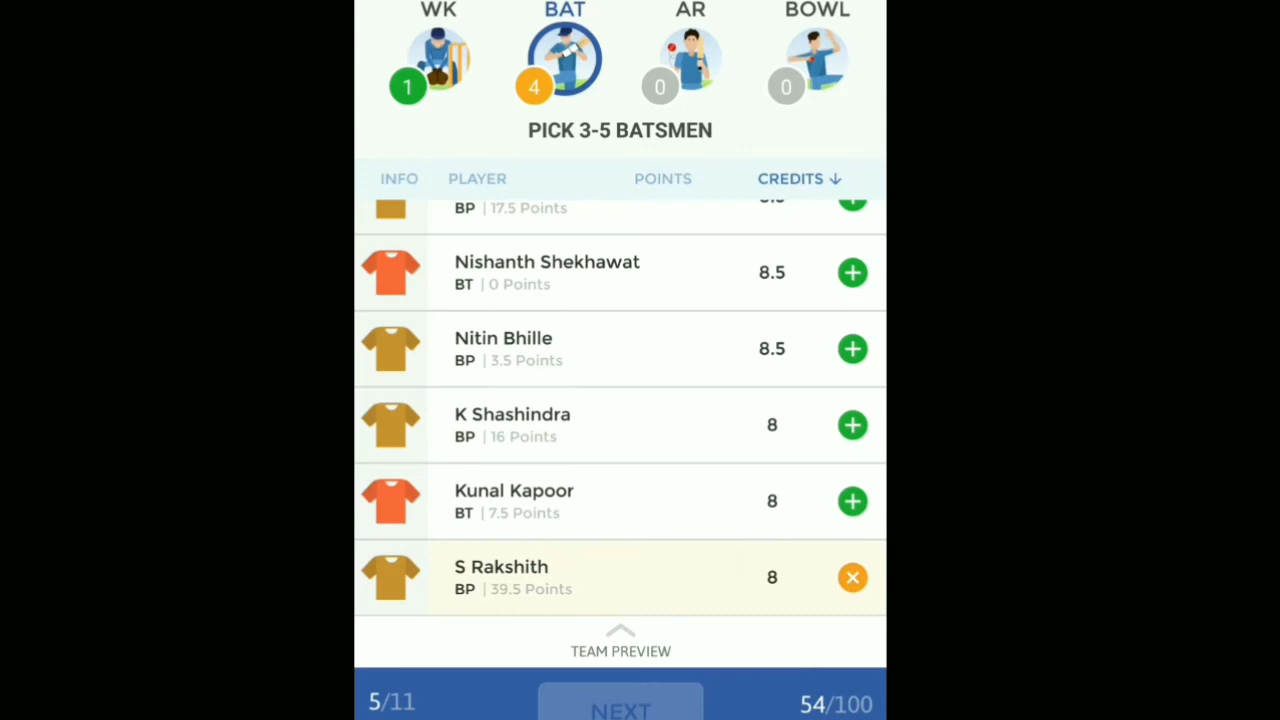 WK BAT AR BOWL
1 4 0 0
PICK 3-5 BATSMEN
INFO PLAYER POINTS CREDITS ↓
BP | 17.5 Points
Nishanth Shekhawat 8.5
BT | 0 Points
Nitin Bhille 8.5
BP | 3.5 Points
K Shashindra 8
BP | 16 Points
Kunal Kapoor 8
BT | 7.5 Points
S Rakshith 8
BP | 39.5 Points
TEAM PREVIEW
5/11 NEXT 54/100